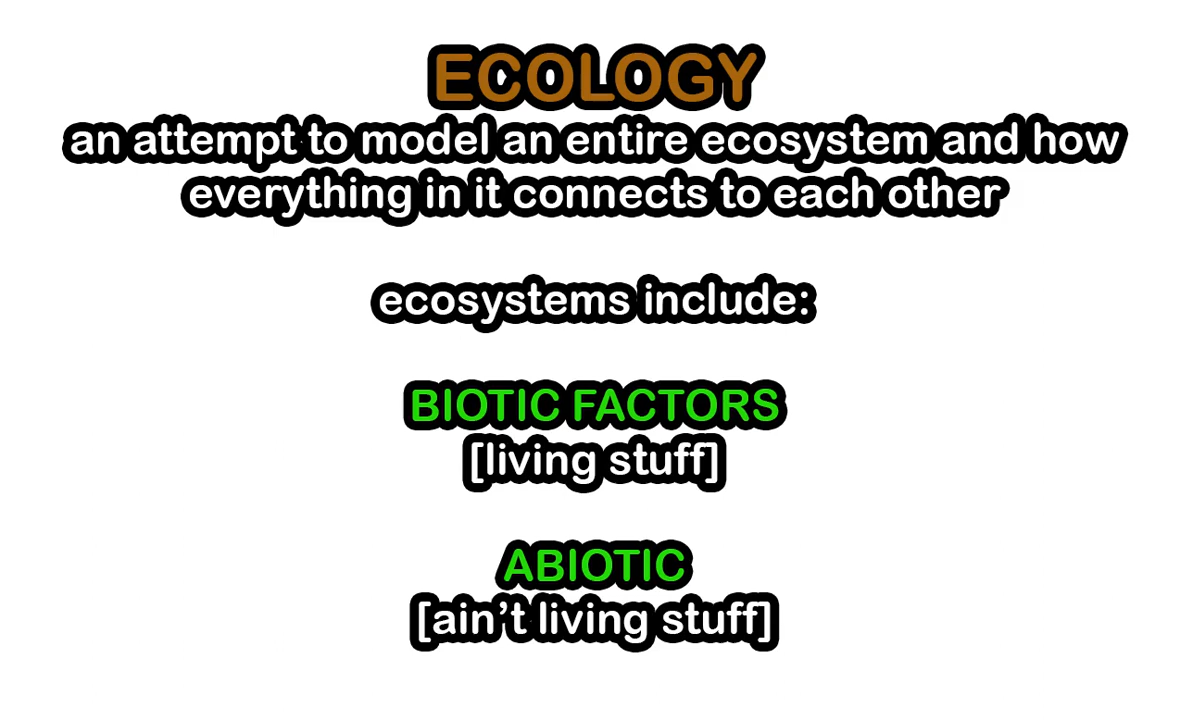 ECOLOGY
an attempt to model an entire ecosystem and how
everything in it connects to each other
ecosystems include:
BIOTIC FACTORS
[living stuff]
ABIOTIC
[ain’t living stuff]